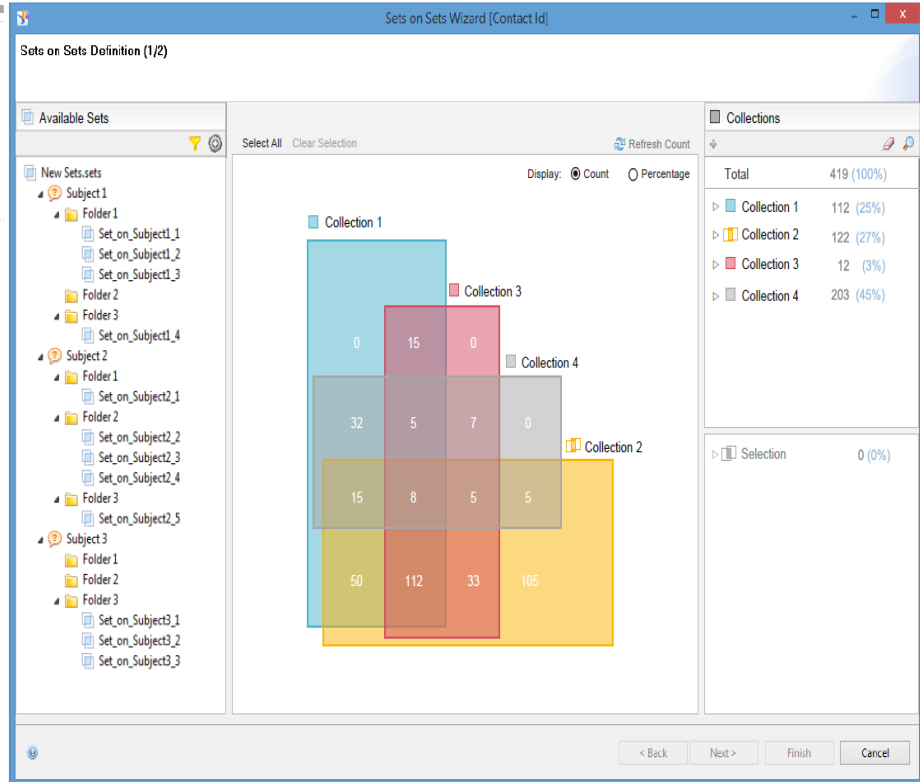 Sets on Sets Wizard [Contact Id]
Sets on Sets Definition (1/2)
Available Sets
New Sets.sets
Subject 1
Folder 1
Set_on_Subject1_1
Set_on_Subject1_2
Set_on_Subject1_3
Folder 2
Folder 3
Set_on_Subject1_4
Subject 2
Folder 1
Set_on_Subject2_1
Folder 2
Set_on_Subject2_2
Set_on_Subject2_3
Set_on_Subject2_4
Folder 3
Set_on_Subject2_5
Subject 3
Folder 1
Folder 2
Folder 3
Set_on_Subject3_1
Set_on_Subject3_2
Set_on_Subject3_3
Select All Clear Selection Refresh Count
Display: Count Percentage
Collection 1
Collection 3
Collection 4
Collection 2
0 15 0
32 5 7 0
15 8 5 5
50 112 33 105
Collections
Total 419 (100%)
Collection 1 112 (25%)
Collection 2 122 (27%)
Collection 3 12 (3%)
Collection 4 203 (45%)
Selection 0 (0%)
< Back Next > Finish Cancel